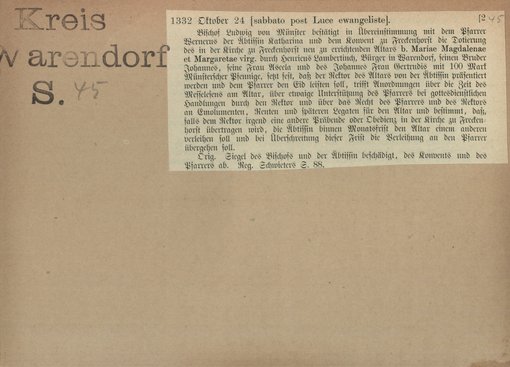 Kreis
Warendorf
S. 45
1332 Oktober 24 [sabbato post Luce ewangeliste].
Bischof Ludwig von Münster bestätigt in Übereinstimmung mit dem Pfarrer
Wernerus der Äbtissin Katharina und dem Konvent zu Freckenhorst die Dotierung
des in der Kirche zu Freckenhorst neu zu errichtenden Altars b. Mariae Magdalenae
et Margaretae virg. durch Henricus Lambertinch, Bürger in Warendorf, seinen Bruder
Johannes, seine Frau Aseela und des Johannes Frau Gertrudis mit 100 Mark
Münsterscher Pfennige, setzt fest, daß der Rektor des Altars von der Äbtissin präsentiert
werden und dem Pfarrer den Eid leisten soll, trifft Anordnungen über die Zeit des
Messelesens am Altar, über etwaige Unterstützung des Pfarrers bei gottesdienstlichen
Handlungen durch den Rektor und über das Recht des Pfarrers und des Rektors
an Emolumenten, Renten und späteren Legaten für den Altar und bestimmt, daß,
falls dem Rektor irgend eine andere Präbende oder Obedienz in der Kirche zu Frecken-
horst übertragen wird, die Äbtissin binnen Monatsfrist den Altar einem anderen
verleihen soll und bei Überschreitung dieser Frist die Verleihung an den Pfarrer
übergehen soll.
Orig. Siegel des Bischofs und der Äbtissin beschädigt, des Konvents und des
Pfarrers ab. Reg. Schwieters S. 88.